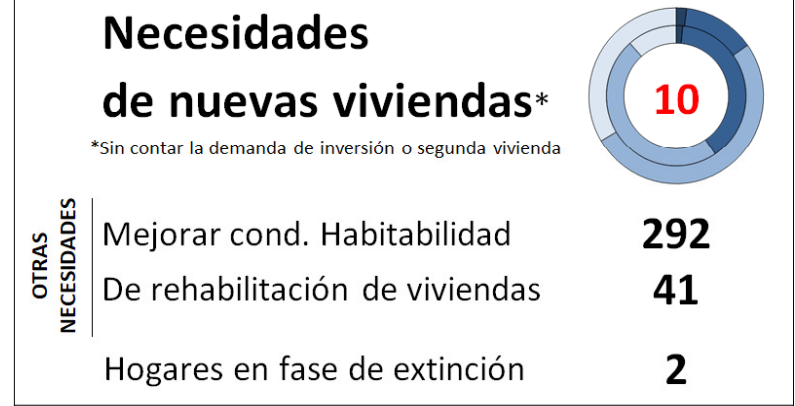 Necesidades
de nuevas viviendas*
10
*Sin contar la demanda de inversión o segunda vivienda
OTRAS
NECESIDADES
Mejorar cond. Habitabilidad
292
De rehabilitación de viviendas
41
Hogares en fase de extinción
2